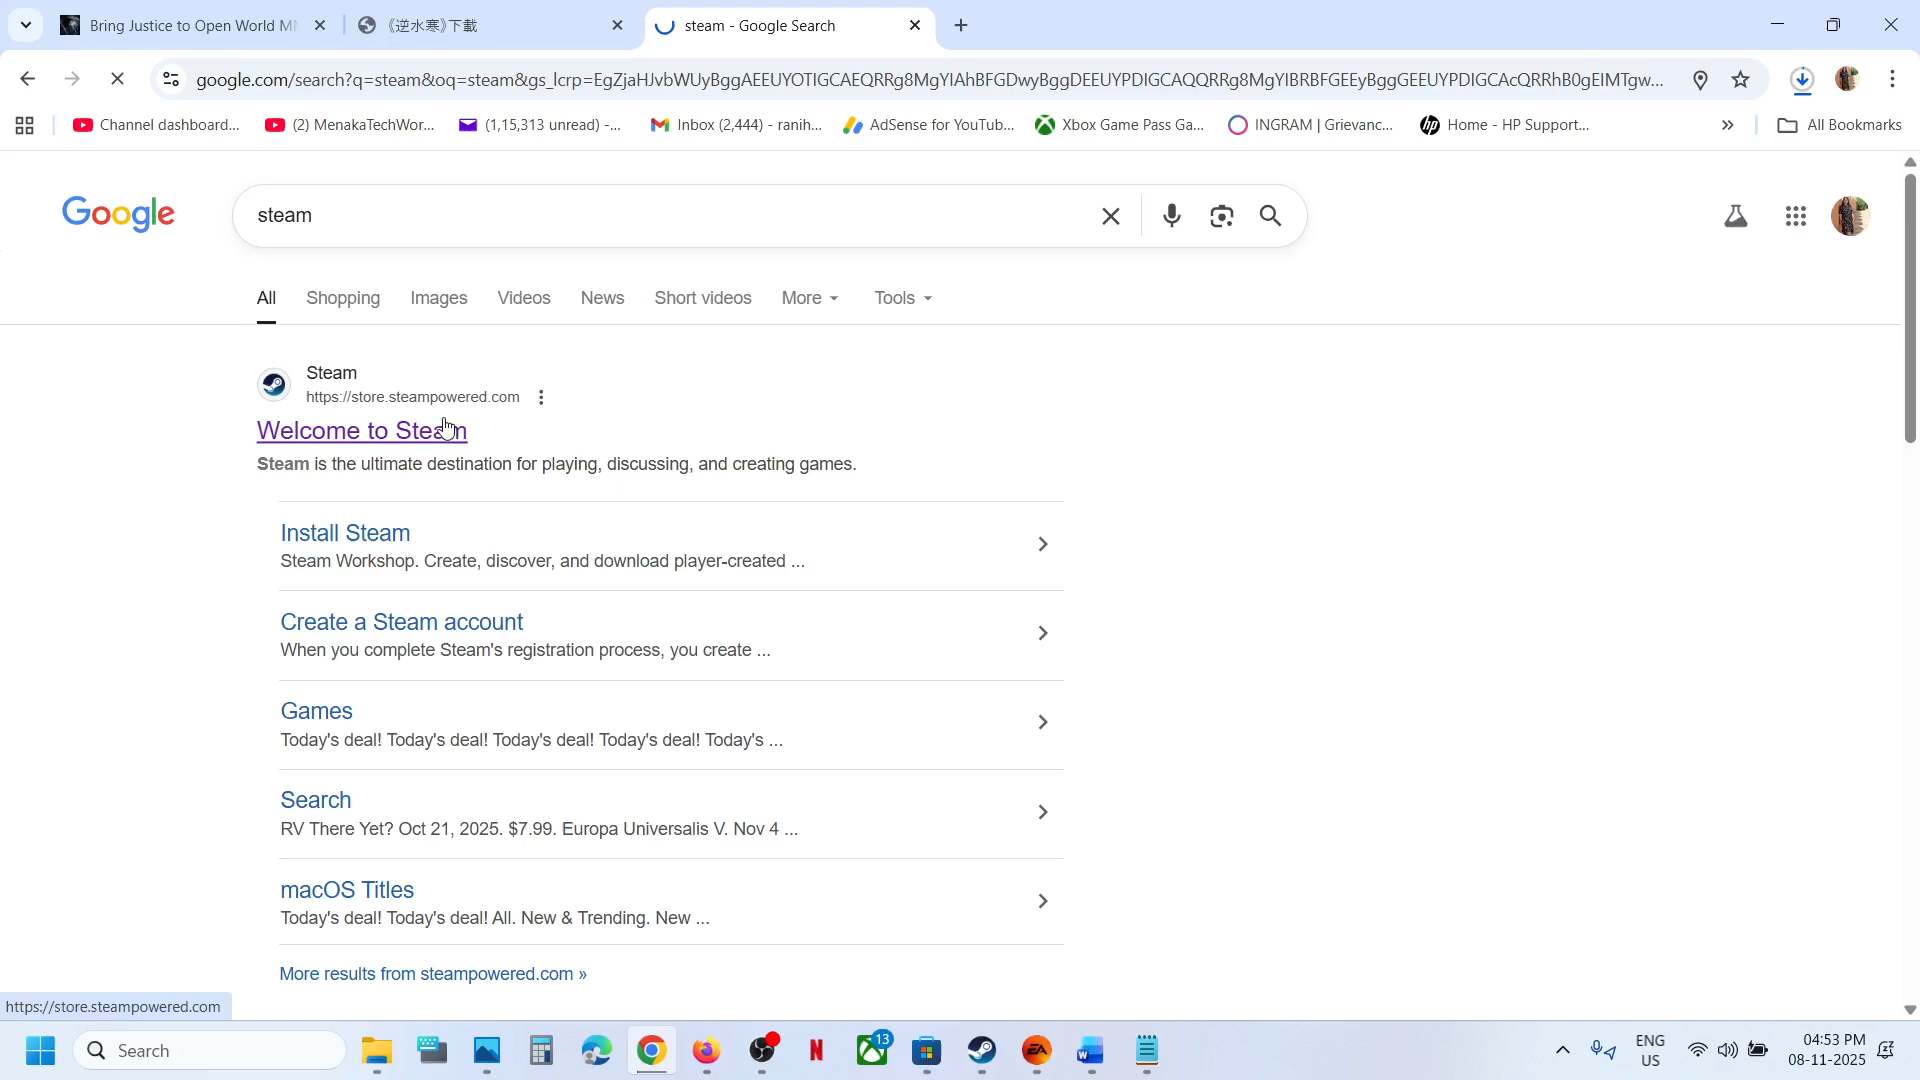 Bring Justice to Open World MM
《逆水寒》下載
steam - Google Search
google.com/search?q=steam&oq=steam&gs_lcrp=EgZjaHJvbWUyBggAEEUYOTIGCAEQRRg8MgYIAhBFGDwyBggDEEUYPDIGCAQQRRg8MgYIBRBFGEEyBggGEEUYPDIGCAcQRRhB0gEIMTgw...
Channel dashboard...
(2) MenakaTechWor...
(1,15,313 unread) -...
Inbox (2,444) - ranih...
AdSense for YouTub...
Xbox Game Pass Ga...
INGRAM | Grievanc...
Home - HP Support...
All Bookmarks
Google
steam
All
Shopping
Images
Videos
News
Short videos
More
Tools
Steam
https://store.steampowered.com
Welcome to Steam
Steam is the ultimate destination for playing, discussing, and creating games.
Install Steam
Steam Workshop. Create, discover, and download player-created ...
Create a Steam account
When you complete Steam's registration process, you create ...
Games
Today's deal! Today's deal! Today's deal! Today's deal! Today's ...
Search
RV There Yet? Oct 21, 2025. $7.99. Europa Universalis V. Nov 4 ...
macOS Titles
Today's deal! Today's deal! All. New & Trending. New ...
More results from steampowered.com »
https://store.steampowered.com
Search
13
ENG
US
04:53 PM
08-11-2025